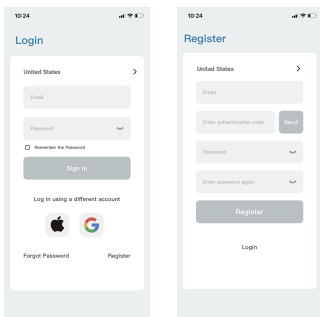 10:24
Login
United States
Email
Password
Remember the Password
Sign in
Log in using a different account
Forgot Password
Register
10:24
Register
United States
Email
Enter authentication code
Send
Password
Enter password again
Register
Login